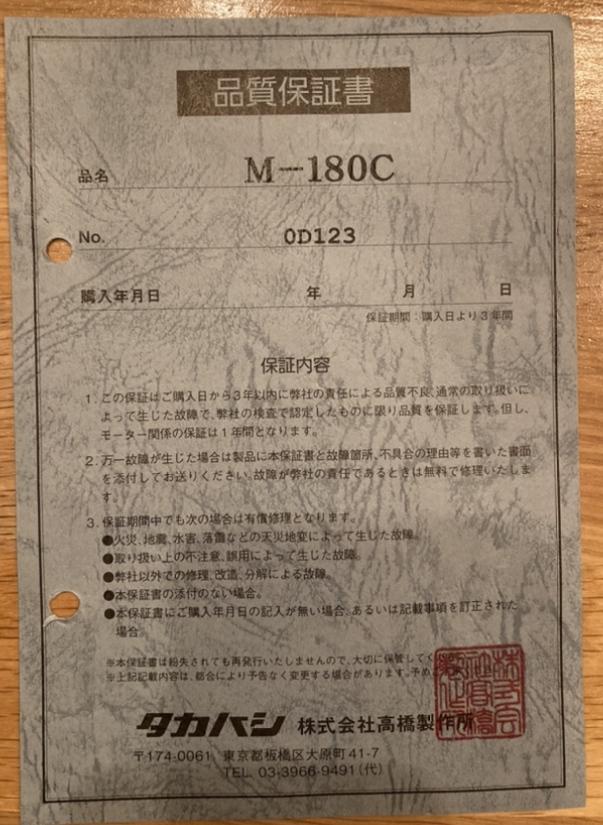 品質保証書
品名 M-180C
No. 0D123
購入年月日 年 月 日
保証期間:購入日より3年間
保証内容
1. この保証はご購入日から3年以内に弊社の責任による品質不良、通常の取り扱いに
よって生じた故障で、弊社の検査で認定したものに限り品質を保証します。但し、
モーター関係の保証は1年間となります。
2. 万一故障が生じた場合は製品に本保証書と故障箇所、不具合の理由等を書いた書面
を添付してお送りください。故障が弊社の責任であるときは無料で修理いたしま
す。
3. 保証期間中でも次の場合は有償修理となります。
●火災、地震、水害、落雷などの天災地変によって生じた故障。
●取り扱い上の不注意、誤用によって生じた故障。
●弊社以外での修理、改造、分解による故障。
●本保証書の添付のない場合。
●本保証書にご購入年月日の記入が無い場合、あるいは記載事項を訂正された
場合。
※本保証書は紛失されても再発行いたしませんので、大切に保管してく
※上記記載内容は、都合により予告なく変更する場合があります。予め
タカハシ 株式会社高橋製作所
〒174-0061 東京都板橋区大原町41-7
TEL 03-3966-9491(代)